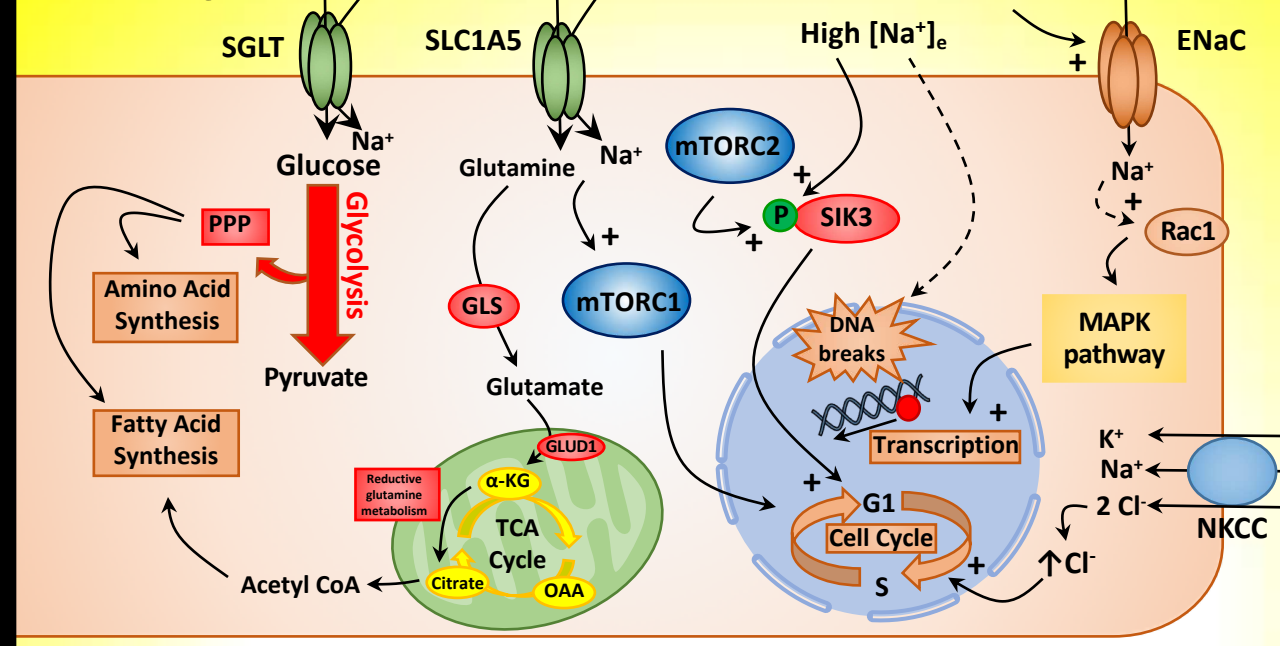 SGLT
SLC1A5
High [Na⁺]ₑ
ENaC
+
Na⁺
Glucose
Glutamine
Na⁺
mTORC2
+
P
SIK3
+
Na⁺
+
Rac1
PPP
Glycolysis
+
Amino Acid
Synthesis
GLS
mTORC1
DNA
breaks
MAPK
pathway
Pyruvate
Glutamate
+
Fatty Acid
Synthesis
GLUD1
Transcription
K⁺
Na⁺
2 Cl⁻
NKCC
Reductive
glutamine
metabolism
α-KG
TCA
Cycle
Citrate
OAA
Acetyl CoA
+
G1
Cell Cycle
S
+
↑Cl⁻